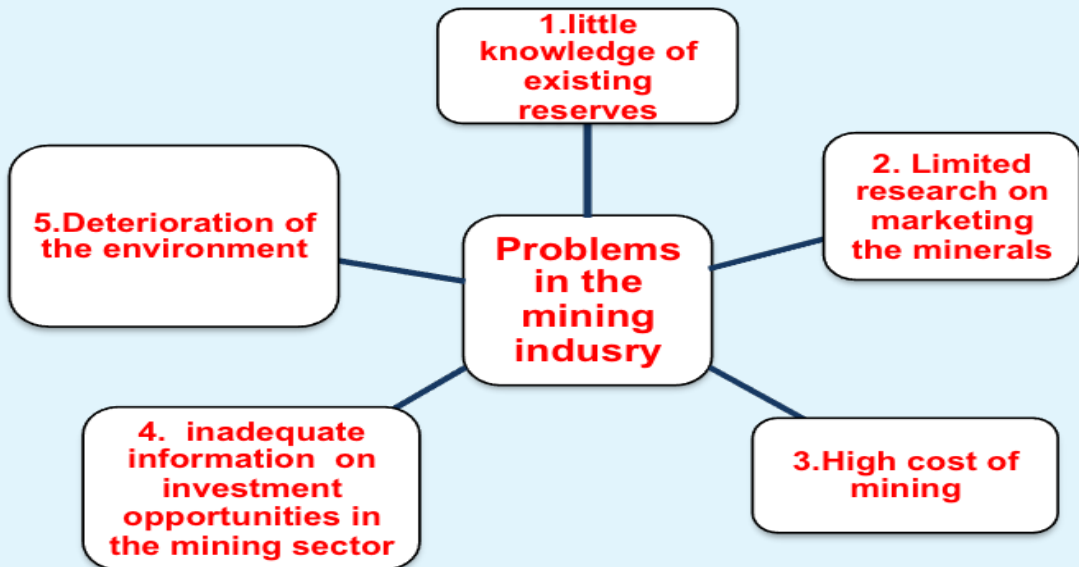 1.little
knowledge of
existing
reserves
2. Limited
research on
marketing
the minerals
5.Deterioration of
the environment
Problems
in the
mining
indusry
4. inadequate
information on
investment
opportunities in
the mining sector
3.High cost of
mining